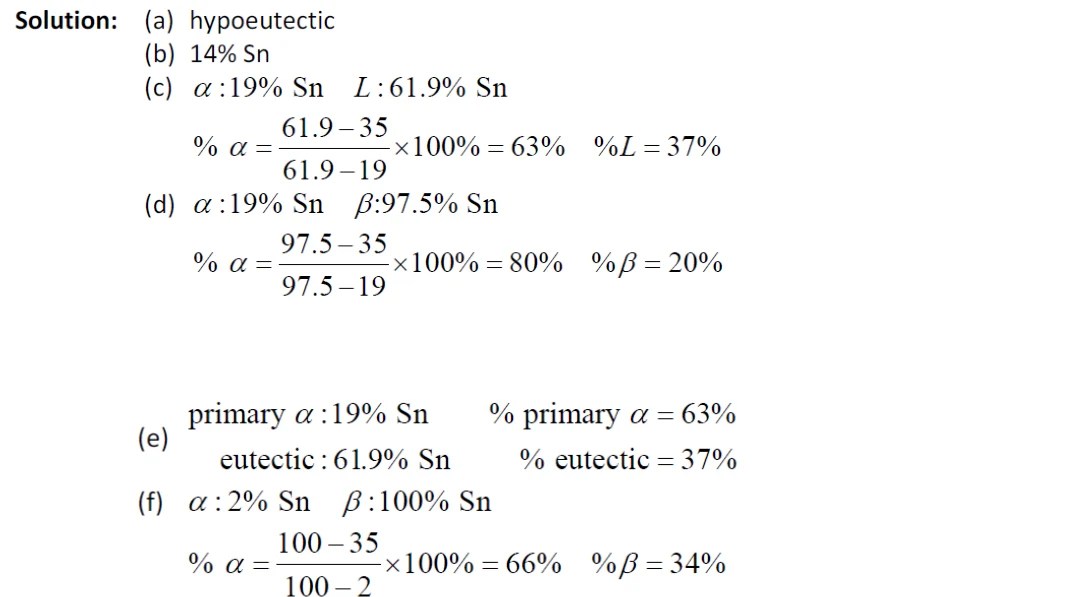 Solution: (a) hypoeutectic
(b) 14% Sn
(c) α : 19% Sn L : 61.9% Sn
% α = (61.9 – 35)/(61.9 – 19) × 100% = 63% %L = 37%
(d) α : 19% Sn β:97.5% Sn
% α = (97.5 – 35)/(97.5 – 19) × 100% = 80% %β = 20%
(e) primary α : 19% Sn % primary α = 63%
eutectic : 61.9% Sn % eutectic = 37%
(f) α : 2% Sn β : 100% Sn
% α = (100 – 35)/(100 – 2) × 100% = 66% %β = 34%